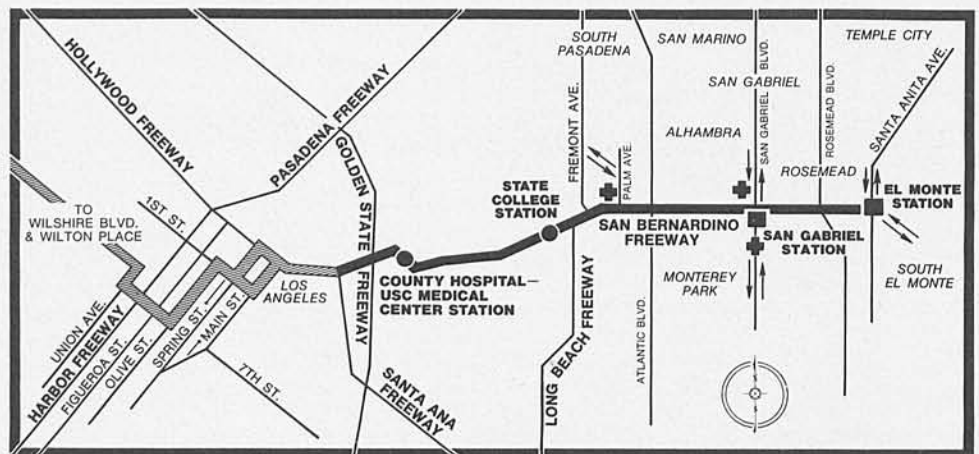 HOLLYWOOD FREEWAY
PASADENA FREEWAY
GOLDEN STATE FREEWAY
SOUTH
PASADENA
SAN MARINO
TEMPLE CITY
SAN GABRIEL
FREMONT AVE.
PALM AVE.
ALHAMBRA
SAN GABRIEL BLVD.
ROSEMEAD BLVD.
SANTA ANITA AVE.
ROSEMEAD
EL MONTE
STATION
STATE
COLLEGE
STATION
TO
WILSHIRE BLVD.
& WILTON PLACE
1ST ST.
SAN BERNARDINO
FREEWAY
SAN GABRIEL
STATION
LOS
ANGELES
COUNTY HOSPITAL—
USC MEDICAL
CENTER STATION
MONTEREY
PARK
SOUTH
EL MONTE
UNION AVE.
HARBOR FREEWAY
FIGUEROA ST.
OLIVE ST.
SPRING ST.
MAIN ST.
7TH ST.
SANTA ANA
FREEWAY
LONG BEACH FREEWAY
ATLANTIC BLVD.